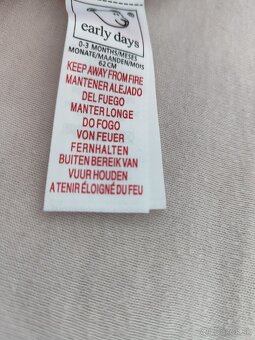 early days
0-3 MONTHS/MESES
MONATE/MAANDEN/MOIS
62 CM
KEEP AWAY FROM FIRE
MANTENER ALEJADO
DEL FUEGO
MANTER LONGE
DO FOGO
VON FEUER
FERNHALTEN
BUITEN BEREIK VAN
VUUR HOUDEN
A TENIR ÉLOIGNÉ DU FEU